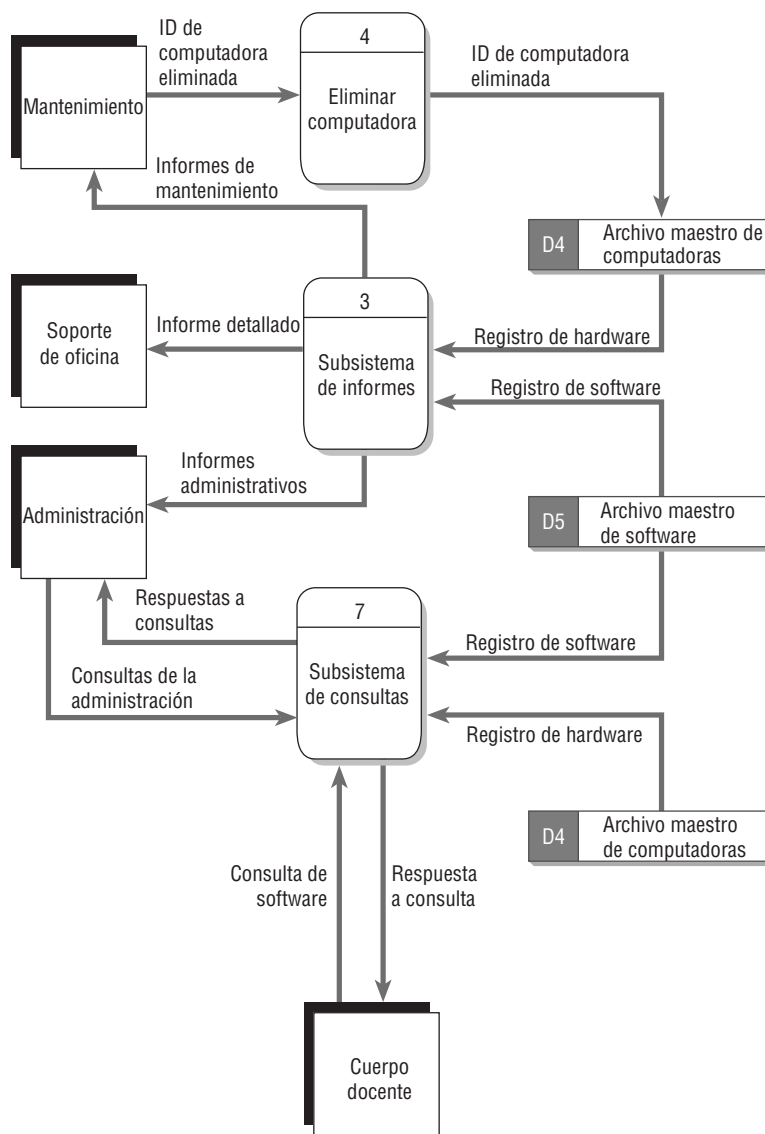 ID de
computadora
eliminada
4
Eliminar
computadora
ID de computadora
eliminada
Mantenimiento
Informes de
mantenimiento
D4
Archivo maestro de
computadoras
3
Subsistema
de informes
Soporte
de oficina
Informe detallado
Registro de hardware
Registro de software
Informes
administrativos
Administración
D5
Archivo maestro
de software
Respuestas a
consultas
7
Subsistema
de consultas
Registro de software
Consultas de la
administración
Registro de hardware
D4
Archivo maestro
de computadoras
Consulta de
software
Respuesta
a consulta
Cuerpo
docente